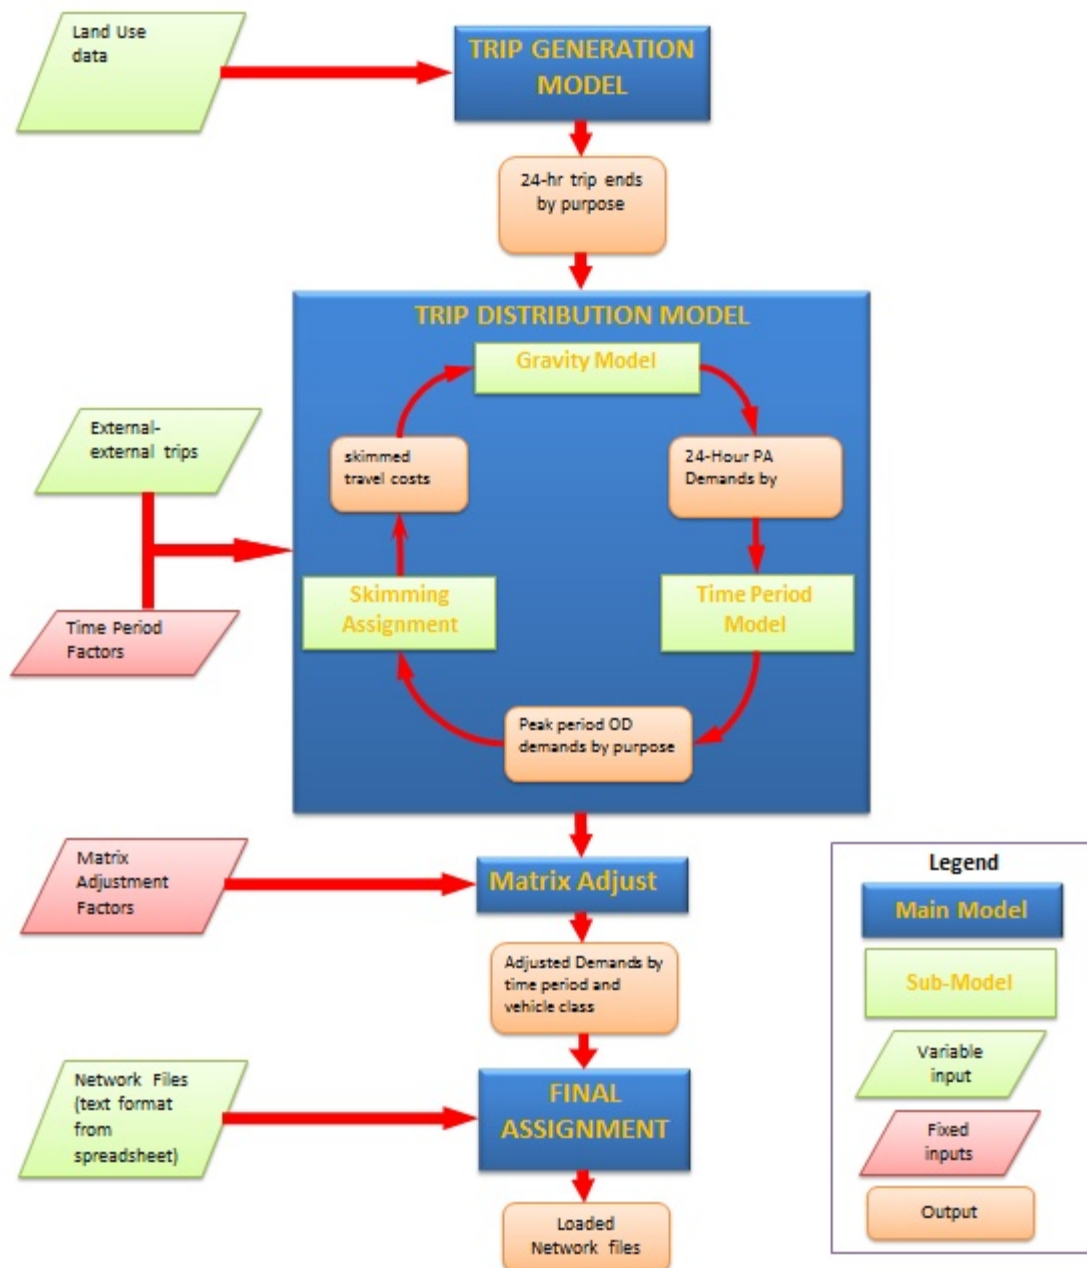 Land Use
data
TRIP GENERATION
MODEL
24-hr trip ends
by purpose
TRIP DISTRIBUTION MODEL
Gravity Model
External-
external trips
skimmed
travel costs
24-Hour PA
Demands by
Skimming
Assignment
Time Period
Model
Time Period
Factors
Peak period OD
demands by purpose
Matrix
Adjustment
Factors
Matrix Adjust
Adjusted Demands by
time period and
vehicle class
Network Files
(text format
from
spreadsheet)
FINAL
ASSIGNMENT
Loaded
Network files
Legend
Main Model
Sub-Model
Variable
input
Fixed
inputs
Output